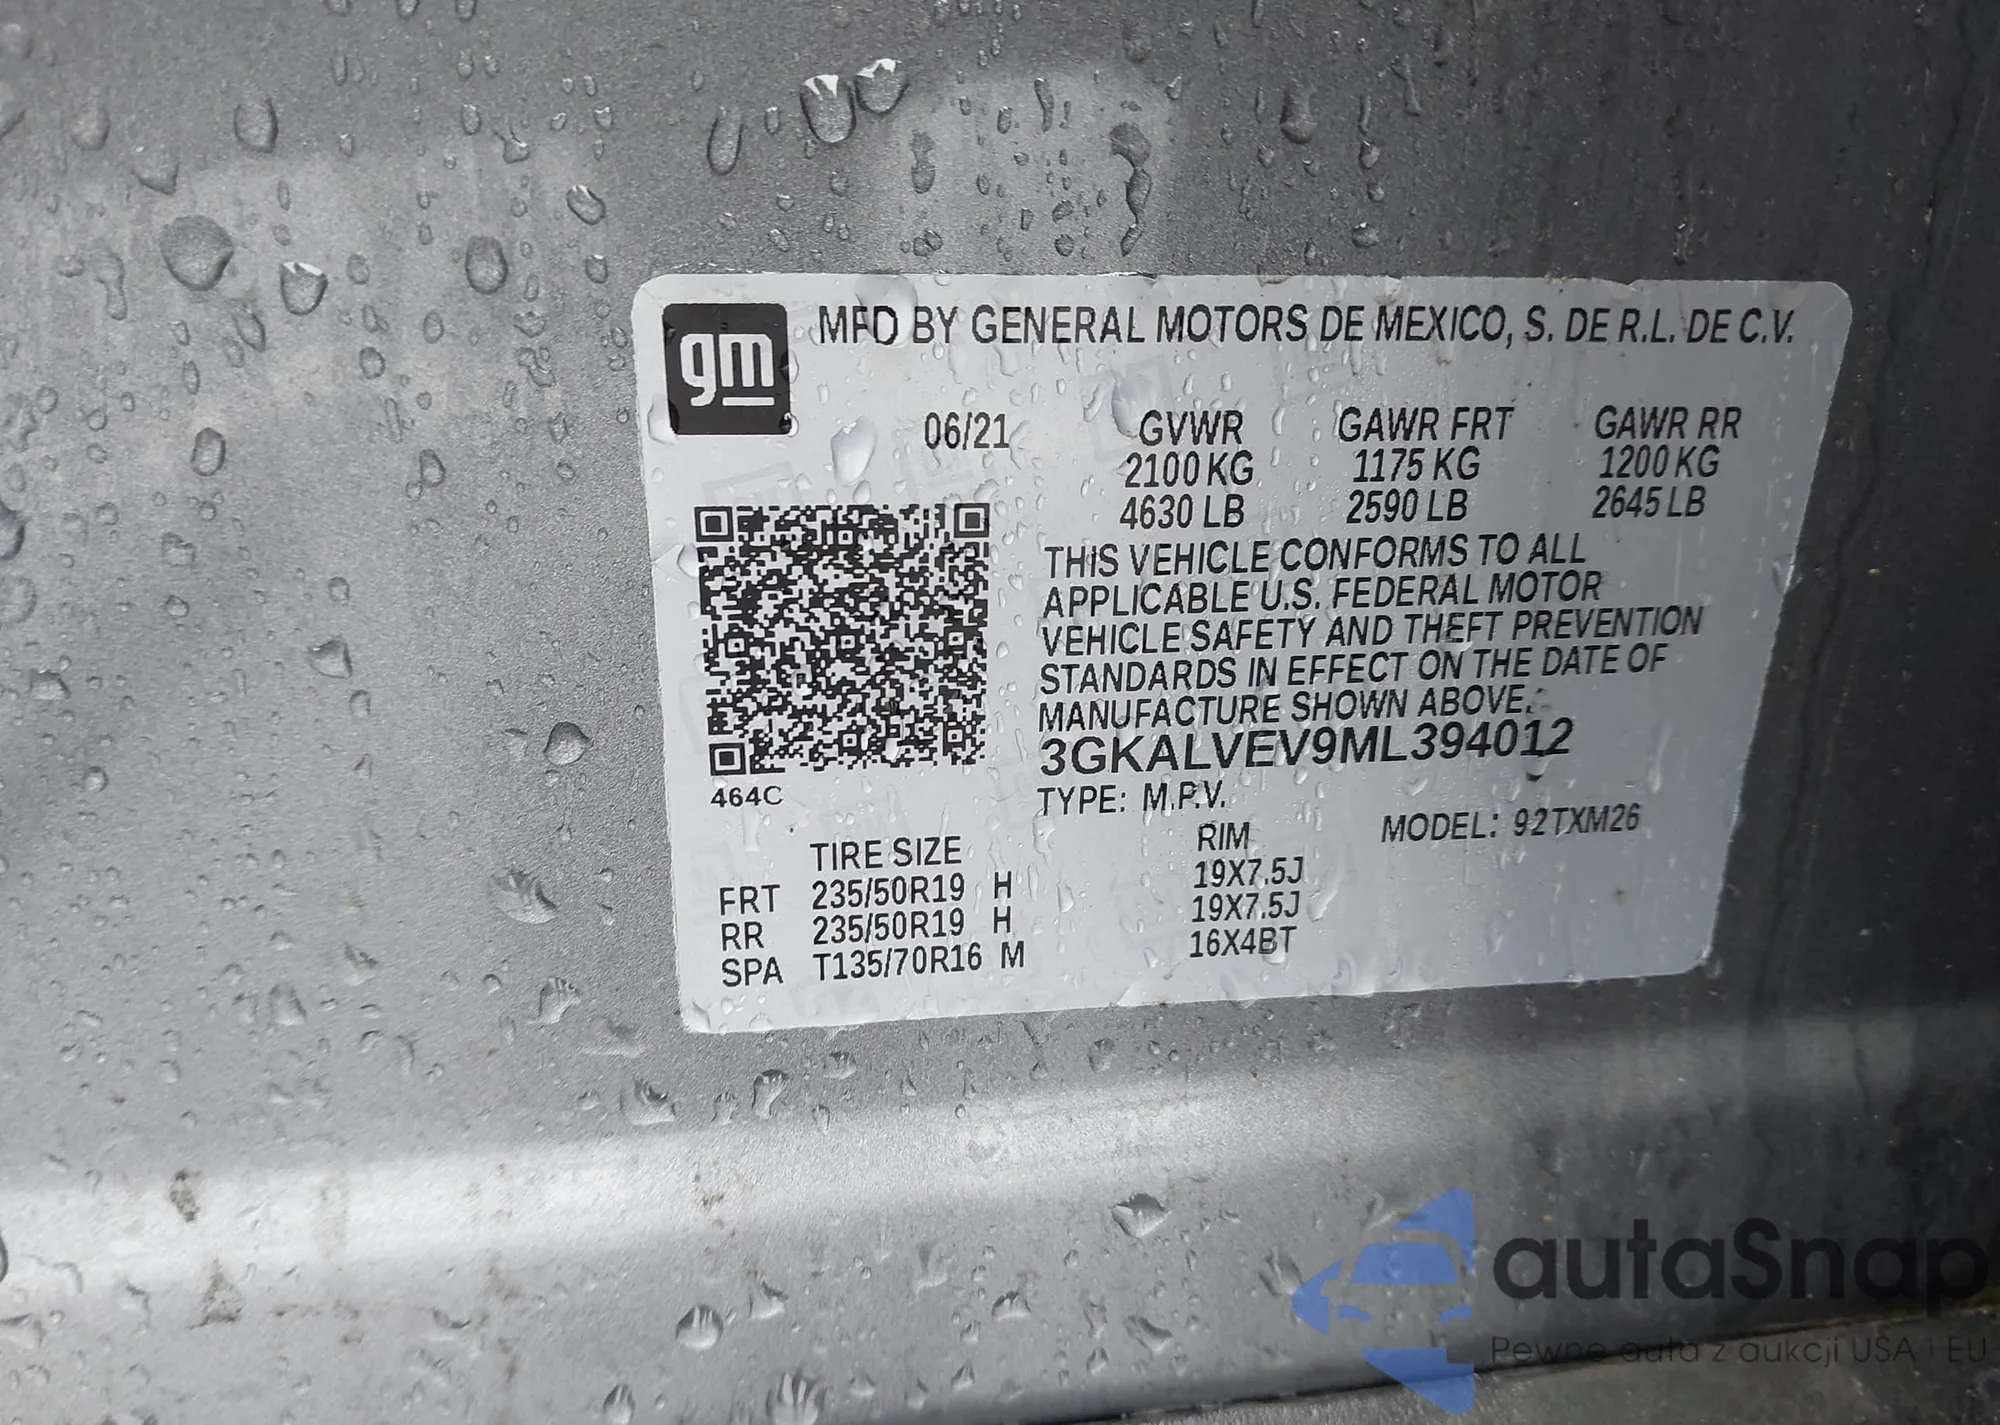 gm
MFD BY GENERAL MOTORS DE MEXICO, S. DE R.L. DE C.V.
06/21 GVWR GAWR FRT GAWR RR
2100 KG 1175 KG 1200 KG
4630 LB 2590 LB 2645 LB
THIS VEHICLE CONFORMS TO ALL
APPLICABLE U.S. FEDERAL MOTOR
VEHICLE SAFETY AND THEFT PREVENTION
STANDARDS IN EFFECT ON THE DATE OF
MANUFACTURE SHOWN ABOVE.
3GKALVEV9ML394012
464C
TYPE: M.P.V.
MODEL: 92TXM26
TIRE SIZE RIM
FRT 235/50R19 H 19X7.5J
RR 235/50R19 H 19X7.5J
SPA T135/70R16 M 16X4BT
autaSnap
Pewne auta z aukcji USA i EU